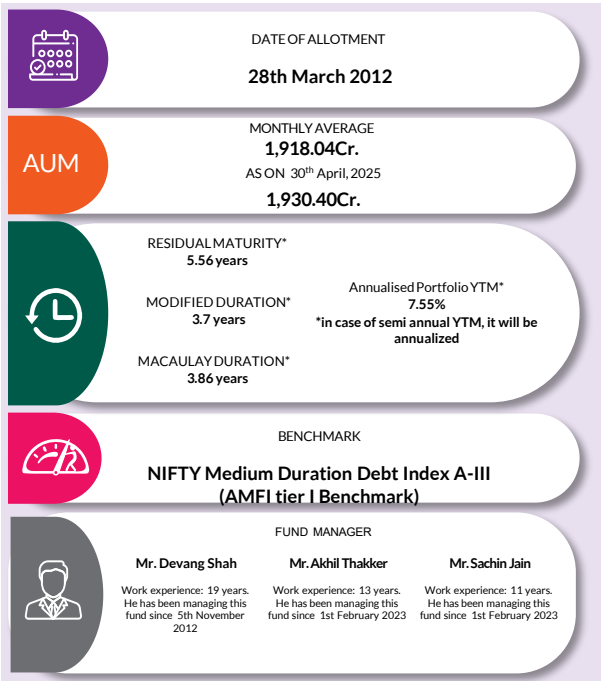 DATE OF ALLOTMENT
28th March 2012
AUM
MONTHLY AVERAGE
1,918.04Cr.
AS ON 30th April, 2025
1,930.40Cr.
RESIDUAL MATURITY*
5.56 years
MODIFIED DURATION*
3.7 years
MACAULAY DURATION*
3.86 years
Annualised Portfolio YTM*
7.55%
*in case of semi annual YTM, it will be
annualized
BENCHMARK
NIFTY Medium Duration Debt Index A-III
(AMFI tier I Benchmark)
FUND MANAGER
Mr. Devang Shah
Work experience: 19 years.
He has been managing this
fund since 5th November
2012
Mr. Akhil Thakker
Work experience: 13 years.
He has been managing this
fund since 1st February 2023
Mr. Sachin Jain
Work experience: 11 years.
He has been managing this
fund since 1st February 2023